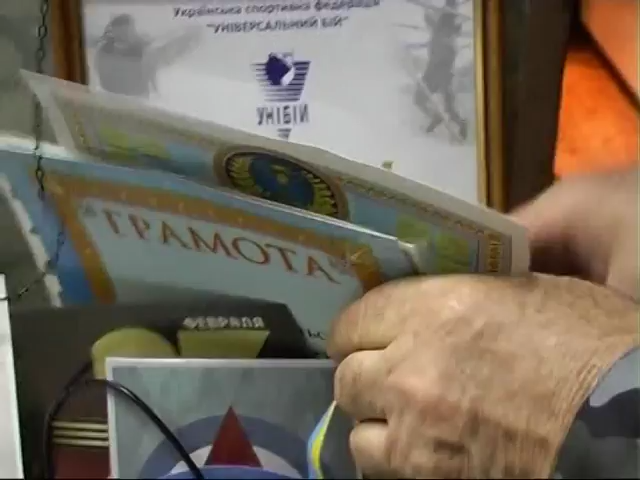 Українська спортивна федерація
"УНІВЕРСАЛЬНИЙ БІЙ"
УНІБІЙ
ГРАМОТА
ФЕВРАЛЯ